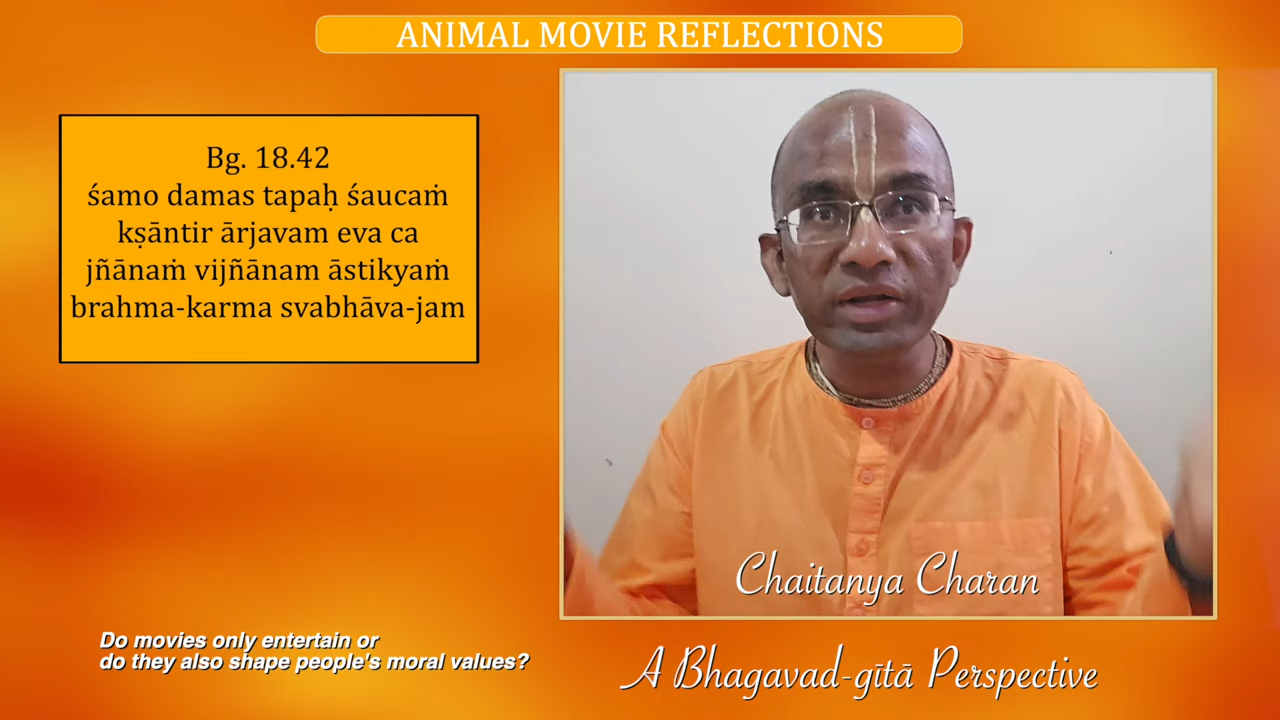 ANIMAL MOVIE REFLECTIONS
Bg. 18.42
śamo damas tapaḥ śaucaṁ
kṣāntir ārjavam eva ca
jñānaṁ vijñānam āstikyaṁ
brahma-karma svabhāva-jam
Chaitanya Charan
Do movies only entertain or
do they also shape people's moral values?
A Bhagavad-gītā Perspective